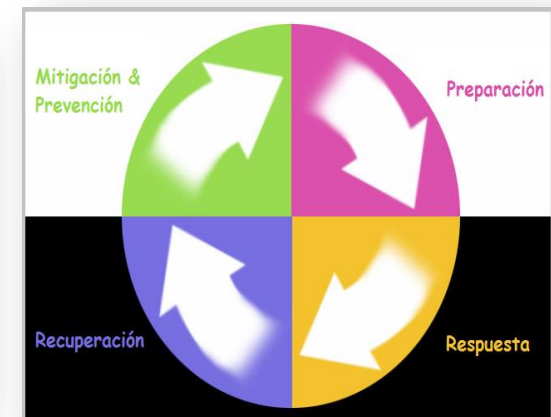 Mitigación &
Prevención
Preparación
Recuperación
Respuesta